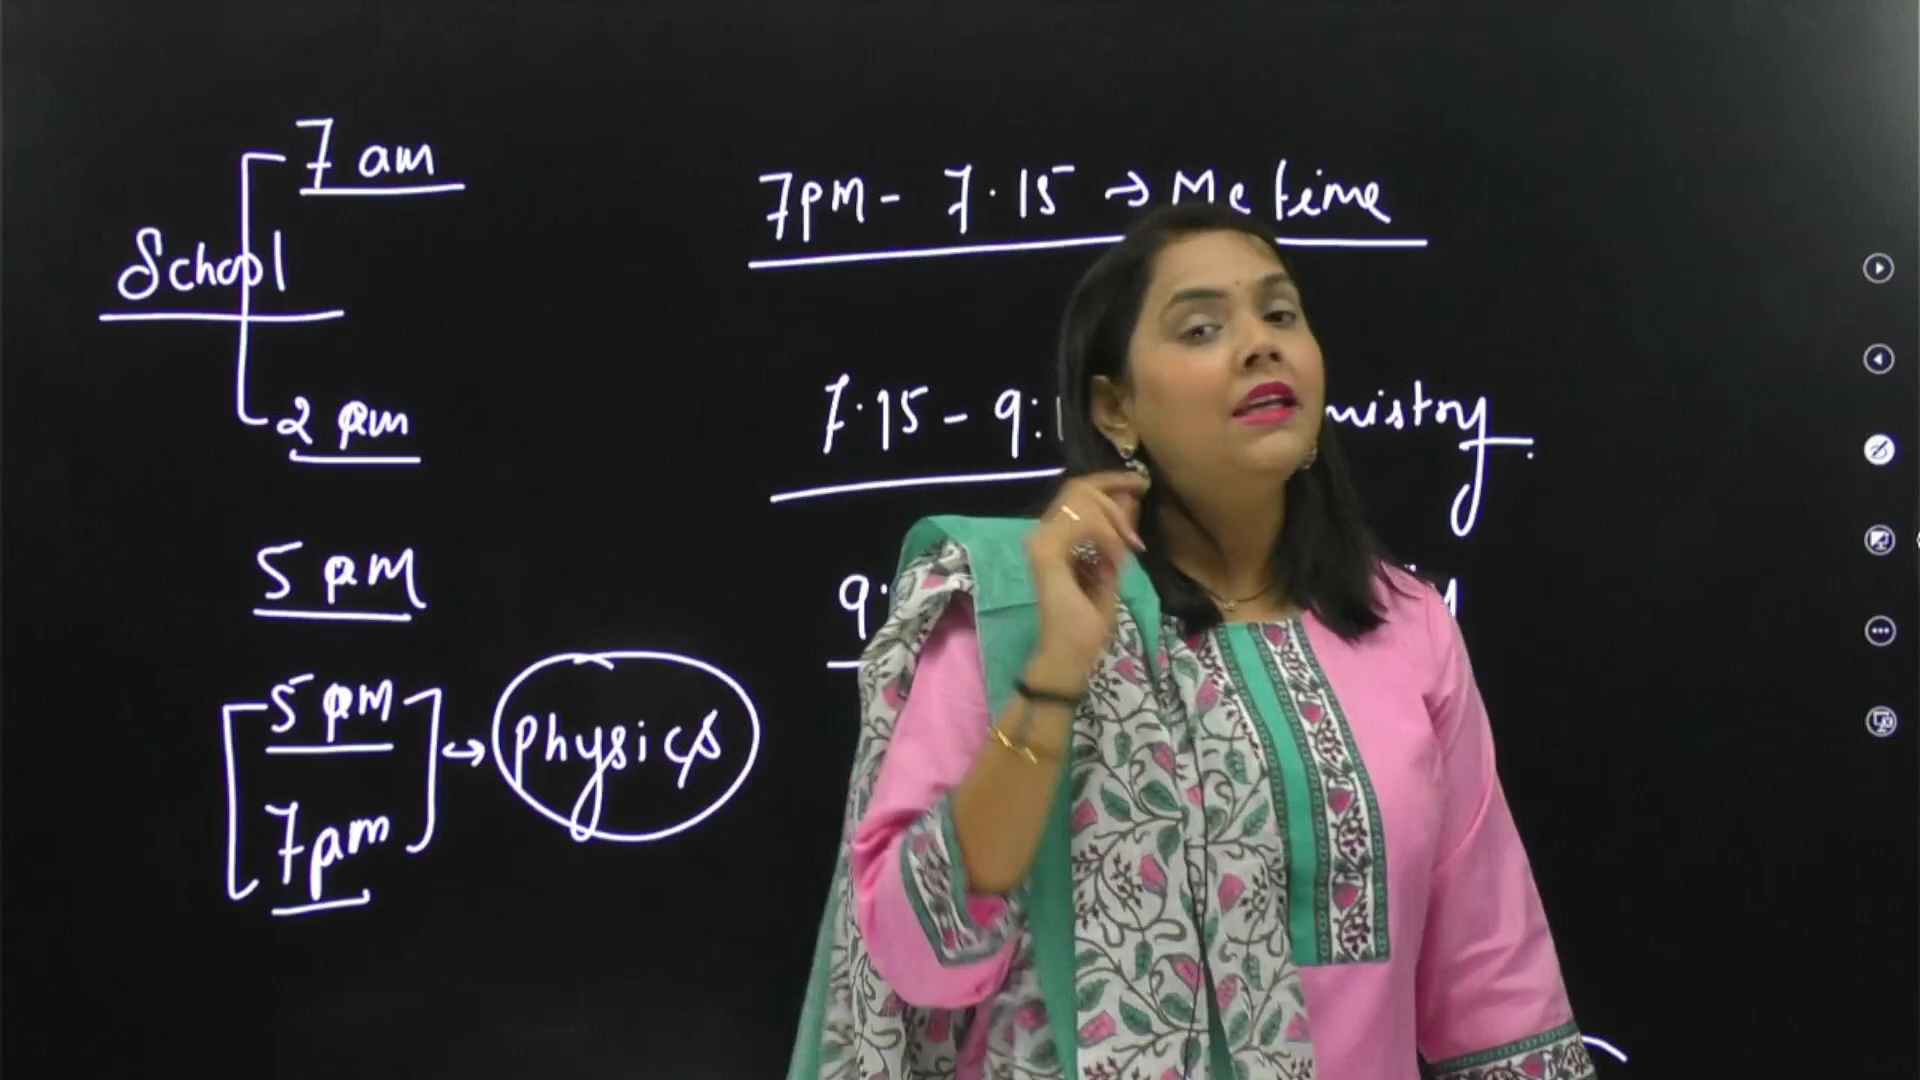 7 am
School
2 pm
5 pm
5 pm
7 pm
physics
7pm - 7.15 → Me time
7.15 - 9: